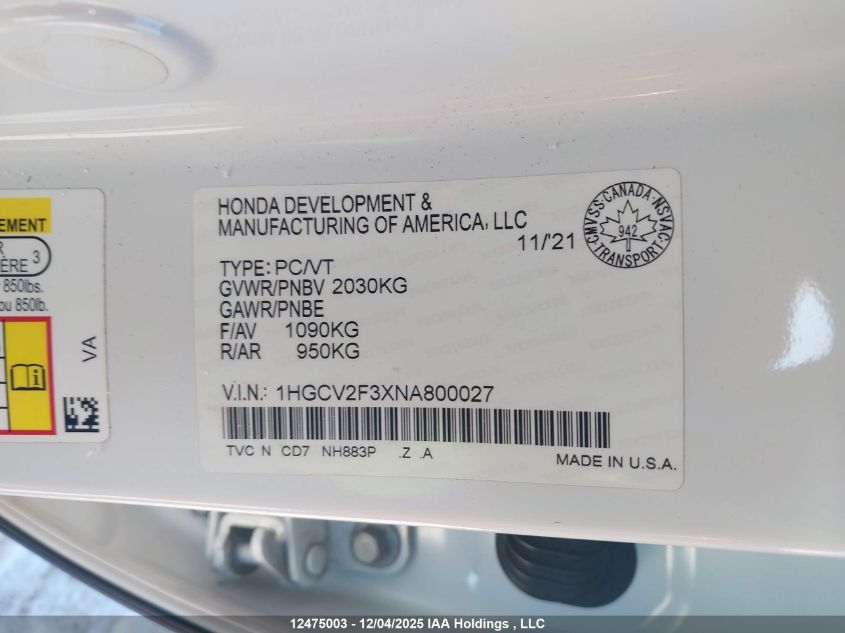 EMENT
R
ÈRE 3
850lbs.
ou 850lb.
VA
HONDA DEVELOPMENT &
MANUFACTURING OF AMERICA, LLC
11/'21
CMVSS·CANADA·NSVAC·TRANSPORT
942
TYPE: PC/VT
GVWR/PNBV 2030KG
GAWR/PNBE
F/AV 1090KG
R/AR 950KG
V.I.N.: 1HGCV2F3XNA800027
TVC N CD7 NH883P .Z .A
MADE IN U.S.A.
12475003 - 12/04/2025 IAA Holdings , LLC